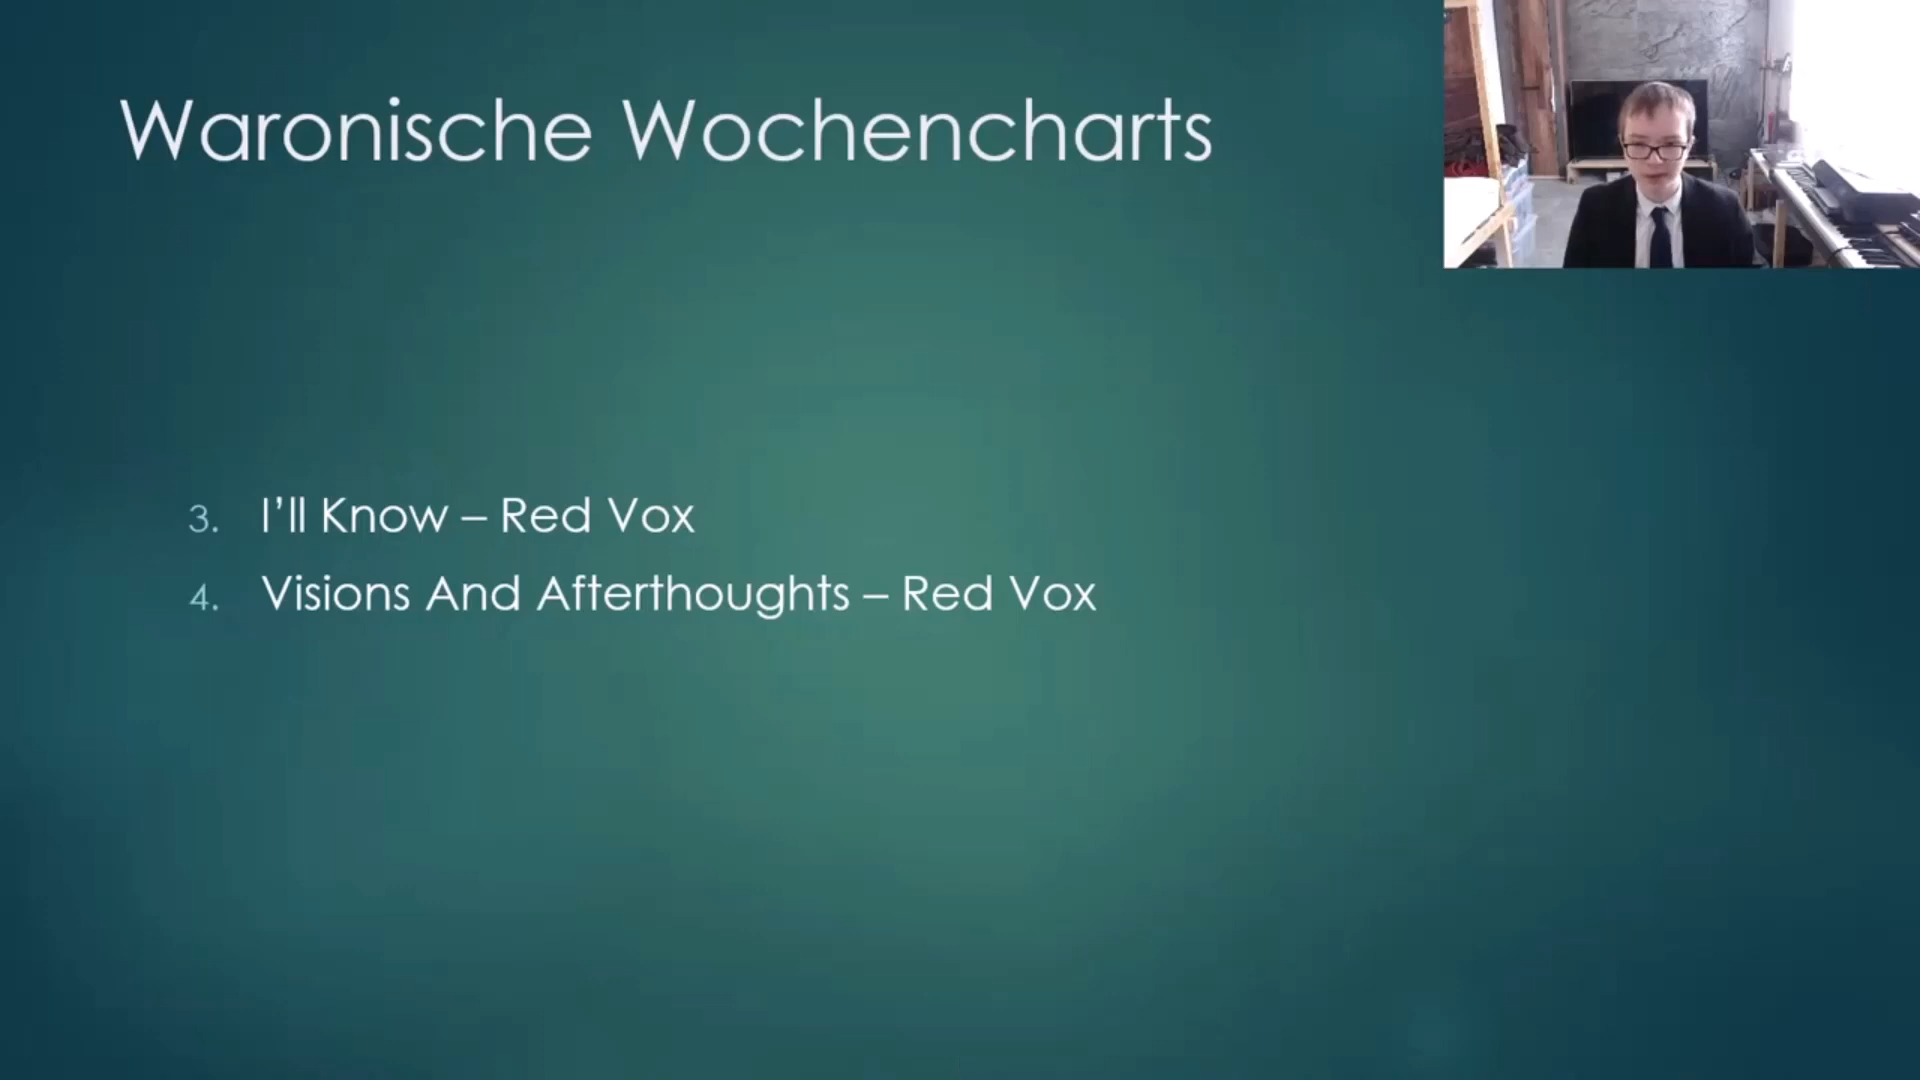 Waronische Wochencharts
3. I’ll Know – Red Vox
4. Visions And Afterthoughts – Red Vox